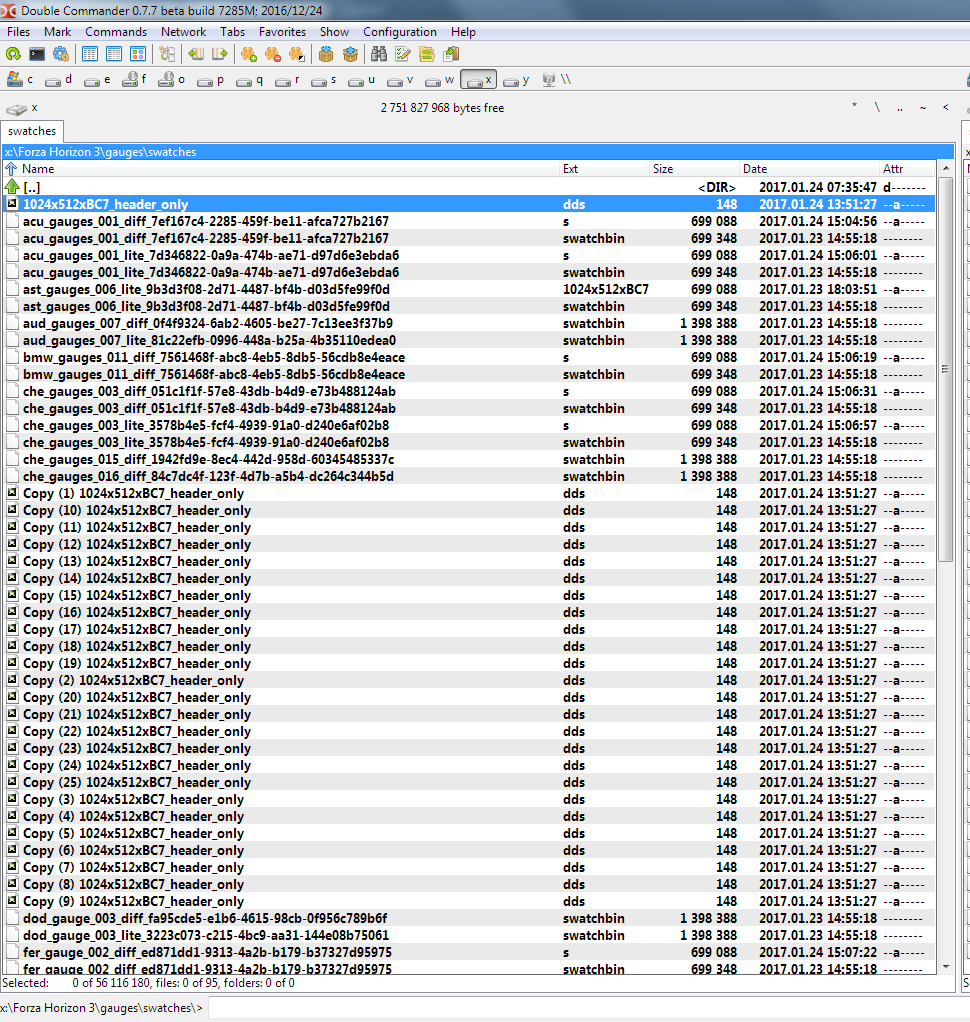 Double Commander 0.7.7 beta build 7285M; 2016/12/24
Files Mark Commands Network Tabs Favorites Show Configuration Help
c d e f o p q r s u v w x y \\
x 2 751 827 968 bytes free * \ .. ~ <
swatches
x:\Forza Horizon 3\gauges\swatches
Name Ext Size Date Attr
[..] <DIR> 2017.01.24 07:35:47 d-------
1024x512xBC7_header_only dds 148 2017.01.24 13:51:27 --a-----
acu_gauges_001_diff_7ef167c4-2285-459f-be11-afca727b2167 s 699 088 2017.01.24 15:04:56 --a-----
acu_gauges_001_diff_7ef167c4-2285-459f-be11-afca727b2167 swatchbin 699 348 2017.01.23 14:55:18 --------
acu_gauges_001_lite_7d346822-0a9a-474b-ae71-d97d6e3ebda6 s 699 088 2017.01.24 15:06:01 --a-----
acu_gauges_001_lite_7d346822-0a9a-474b-ae71-d97d6e3ebda6 swatchbin 699 348 2017.01.23 14:55:18 --------
ast_gauges_006_lite_9b3d3f08-2d71-4487-bf4b-d03d5fe99f0d 1024x512xBC7 699 088 2017.01.23 18:03:51 --a-----
ast_gauges_006_lite_9b3d3f08-2d71-4487-bf4b-d03d5fe99f0d swatchbin 699 348 2017.01.23 14:55:18 --------
aud_gauges_007_diff_0f4f9324-6ab2-4605-be27-7c13ee3f37b9 swatchbin 1 398 388 2017.01.23 14:55:18 --------
aud_gauges_007_lite_81c22efb-0996-448a-b25a-4b35110edea0 swatchbin 1 398 388 2017.01.23 14:55:18 --------
bmw_gauges_011_diff_7561468f-abc8-4eb5-8db5-56cdb8e4eace s 699 088 2017.01.24 15:06:19 --a-----
bmw_gauges_011_diff_7561468f-abc8-4eb5-8db5-56cdb8e4eace swatchbin 699 348 2017.01.23 14:55:18 --------
che_gauges_003_diff_051c1f1f-57e8-43db-b4d9-e73b488124ab s 699 088 2017.01.24 15:06:31 --a-----
che_gauges_003_diff_051c1f1f-57e8-43db-b4d9-e73b488124ab swatchbin 699 348 2017.01.23 14:55:18 --------
che_gauges_003_lite_3578b4e5-fcf4-4939-91a0-d240e6af02b8 s 699 088 2017.01.24 15:06:57 --a-----
che_gauges_003_lite_3578b4e5-fcf4-4939-91a0-d240e6af02b8 swatchbin 699 348 2017.01.23 14:55:18 --------
che_gauges_015_diff_1942fd9e-8ec4-442d-958d-60345485337c swatchbin 1 398 388 2017.01.23 14:55:18 --------
che_gauges_016_diff_84c7dc4f-123f-4d7b-a5b4-dc264c344b5d swatchbin 1 398 388 2017.01.23 14:55:18 --------
Copy (1) 1024x512xBC7_header_only dds 148 2017.01.24 13:51:27 --a-----
Copy (10) 1024x512xBC7_header_only dds 148 2017.01.24 13:51:27 --a-----
Copy (11) 1024x512xBC7_header_only dds 148 2017.01.24 13:51:27 --a-----
Copy (12) 1024x512xBC7_header_only dds 148 2017.01.24 13:51:27 --a-----
Copy (13) 1024x512xBC7_header_only dds 148 2017.01.24 13:51:27 --a-----
Copy (14) 1024x512xBC7_header_only dds 148 2017.01.24 13:51:27 --a-----
Copy (15) 1024x512xBC7_header_only dds 148 2017.01.24 13:51:27 --a-----
Copy (16) 1024x512xBC7_header_only dds 148 2017.01.24 13:51:27 --a-----
Copy (17) 1024x512xBC7_header_only dds 148 2017.01.24 13:51:27 --a-----
Copy (18) 1024x512xBC7_header_only dds 148 2017.01.24 13:51:27 --a-----
Copy (19) 1024x512xBC7_header_only dds 148 2017.01.24 13:51:27 --a-----
Copy (2) 1024x512xBC7_header_only dds 148 2017.01.24 13:51:27 --a-----
Copy (20) 1024x512xBC7_header_only dds 148 2017.01.24 13:51:27 --a-----
Copy (21) 1024x512xBC7_header_only dds 148 2017.01.24 13:51:27 --a-----
Copy (22) 1024x512xBC7_header_only dds 148 2017.01.24 13:51:27 --a-----
Copy (23) 1024x512xBC7_header_only dds 148 2017.01.24 13:51:27 --a-----
Copy (24) 1024x512xBC7_header_only dds 148 2017.01.24 13:51:27 --a-----
Copy (25) 1024x512xBC7_header_only dds 148 2017.01.24 13:51:27 --a-----
Copy (3) 1024x512xBC7_header_only dds 148 2017.01.24 13:51:27 --a-----
Copy (4) 1024x512xBC7_header_only dds 148 2017.01.24 13:51:27 --a-----
Copy (5) 1024x512xBC7_header_only dds 148 2017.01.24 13:51:27 --a-----
Copy (6) 1024x512xBC7_header_only dds 148 2017.01.24 13:51:27 --a-----
Copy (7) 1024x512xBC7_header_only dds 148 2017.01.24 13:51:27 --a-----
Copy (8) 1024x512xBC7_header_only dds 148 2017.01.24 13:51:27 --a-----
Copy (9) 1024x512xBC7_header_only dds 148 2017.01.24 13:51:27 --a-----
dod_gauge_003_diff_fa95cde5-e1b6-4615-98cb-0f956c789b6f swatchbin 1 398 388 2017.01.23 14:55:18 --------
dod_gauge_003_lite_3223c073-c215-4bc9-aa31-144e08b75061 swatchbin 1 398 388 2017.01.23 14:55:18 --------
fer_gauge_002_diff_ed871dd1-9313-4a2b-b179-b37327d95975 s 699 088 2017.01.24 15:07:22 --a-----
fer_gauge_002_diff_ed871dd1-9313-4a2b-b179-b37327d95975 swatchbin 699 348 2017.01.23 14:55:18 --------
Selected: 0 of 56 116 180, files: 0 of 95, folders: 0 of 0
x:\Forza Horizon 3\gauges\swatches\>